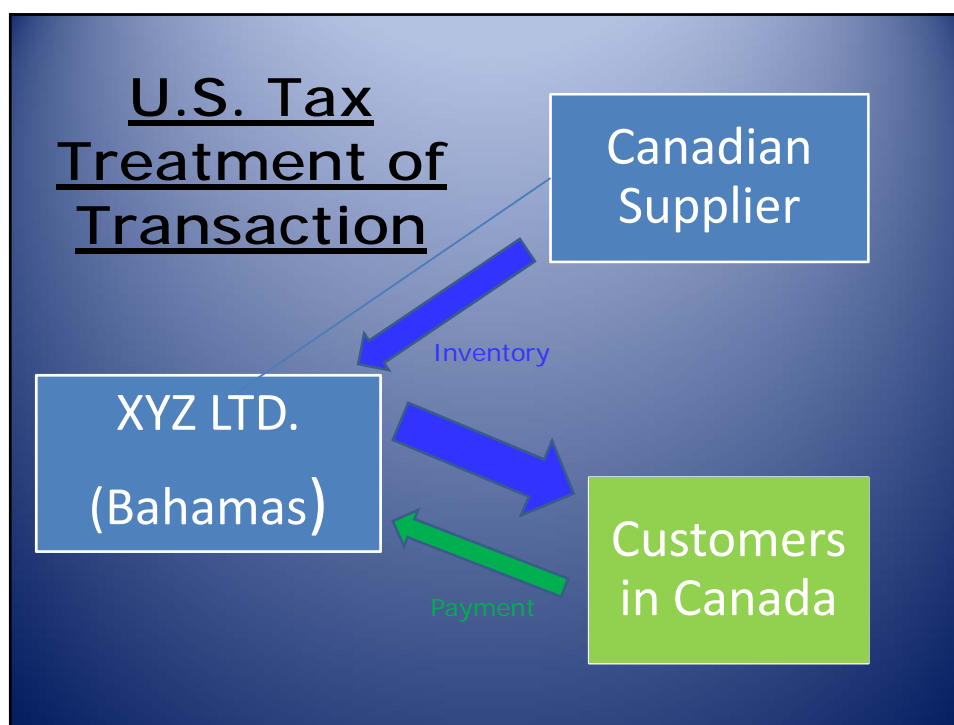 U.S. Tax
Treatment of
Transaction
Canadian
Supplier
Inventory
XYZ LTD.
(Bahamas)
Customers
in Canada
Payment